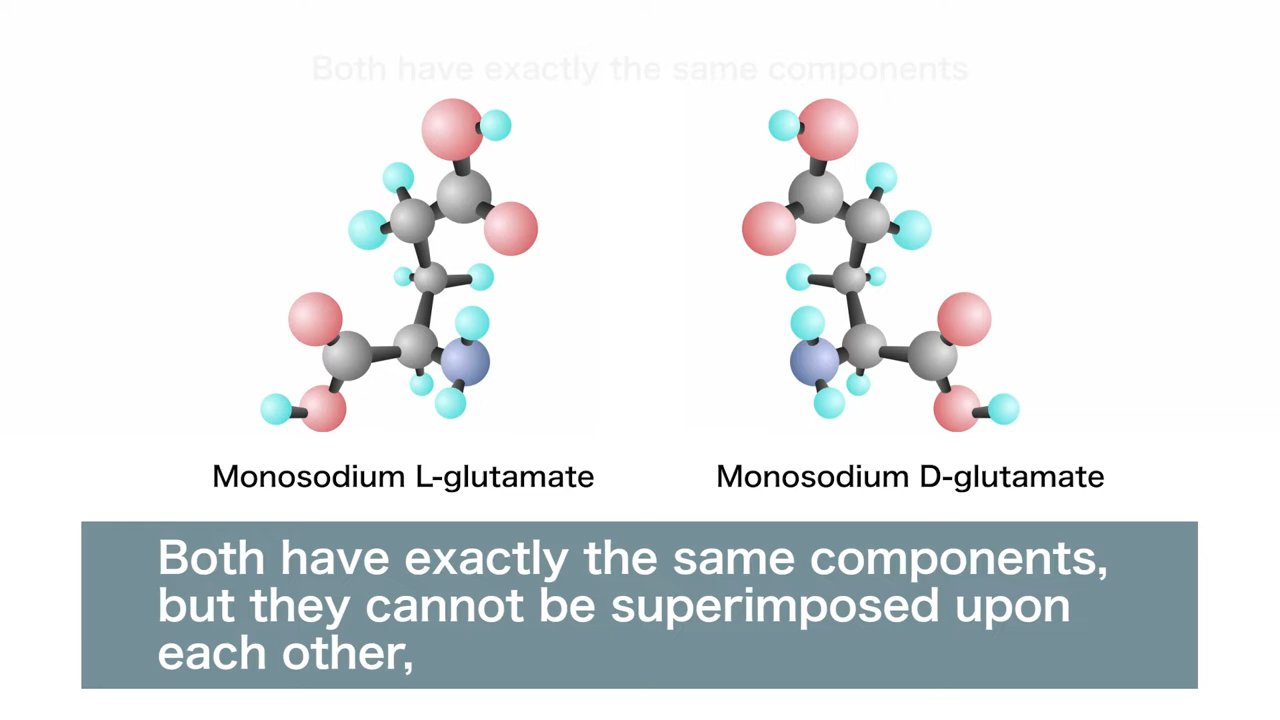 Both have exactly the same components
Monosodium L-glutamate
Monosodium D-glutamate
Both have exactly the same components,
but they cannot be superimposed upon
each other,